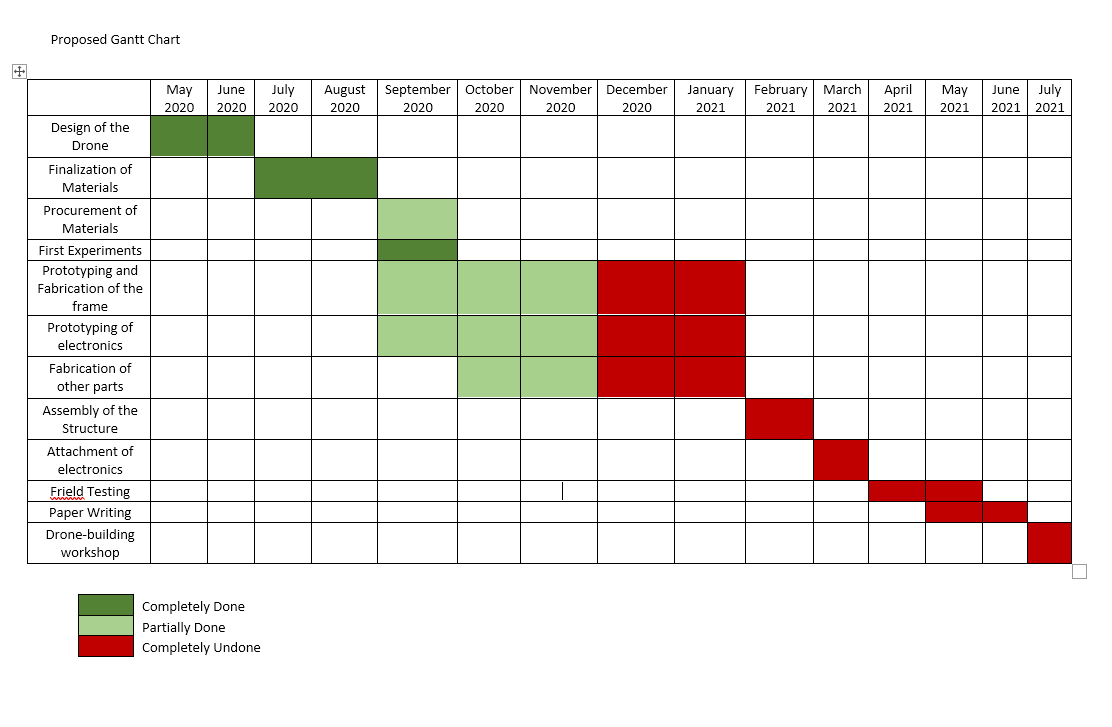 Proposed Gantt Chart
May June July August September October November December January February March April May June July
2020 2020 2020 2020 2020 2020 2020 2020 2021 2021 2021 2021 2021 2021 2021
Design of the
Drone
Finalization of
Materials
Procurement of
Materials
First Experiments
Prototyping and
Fabrication of the
frame
Prototyping of
electronics
Fabrication of
other parts
Assembly of the
Structure
Attachment of
electronics
Frield Testing
Paper Writing
Drone-building
workshop
Completely Done
Partially Done
Completely Undone